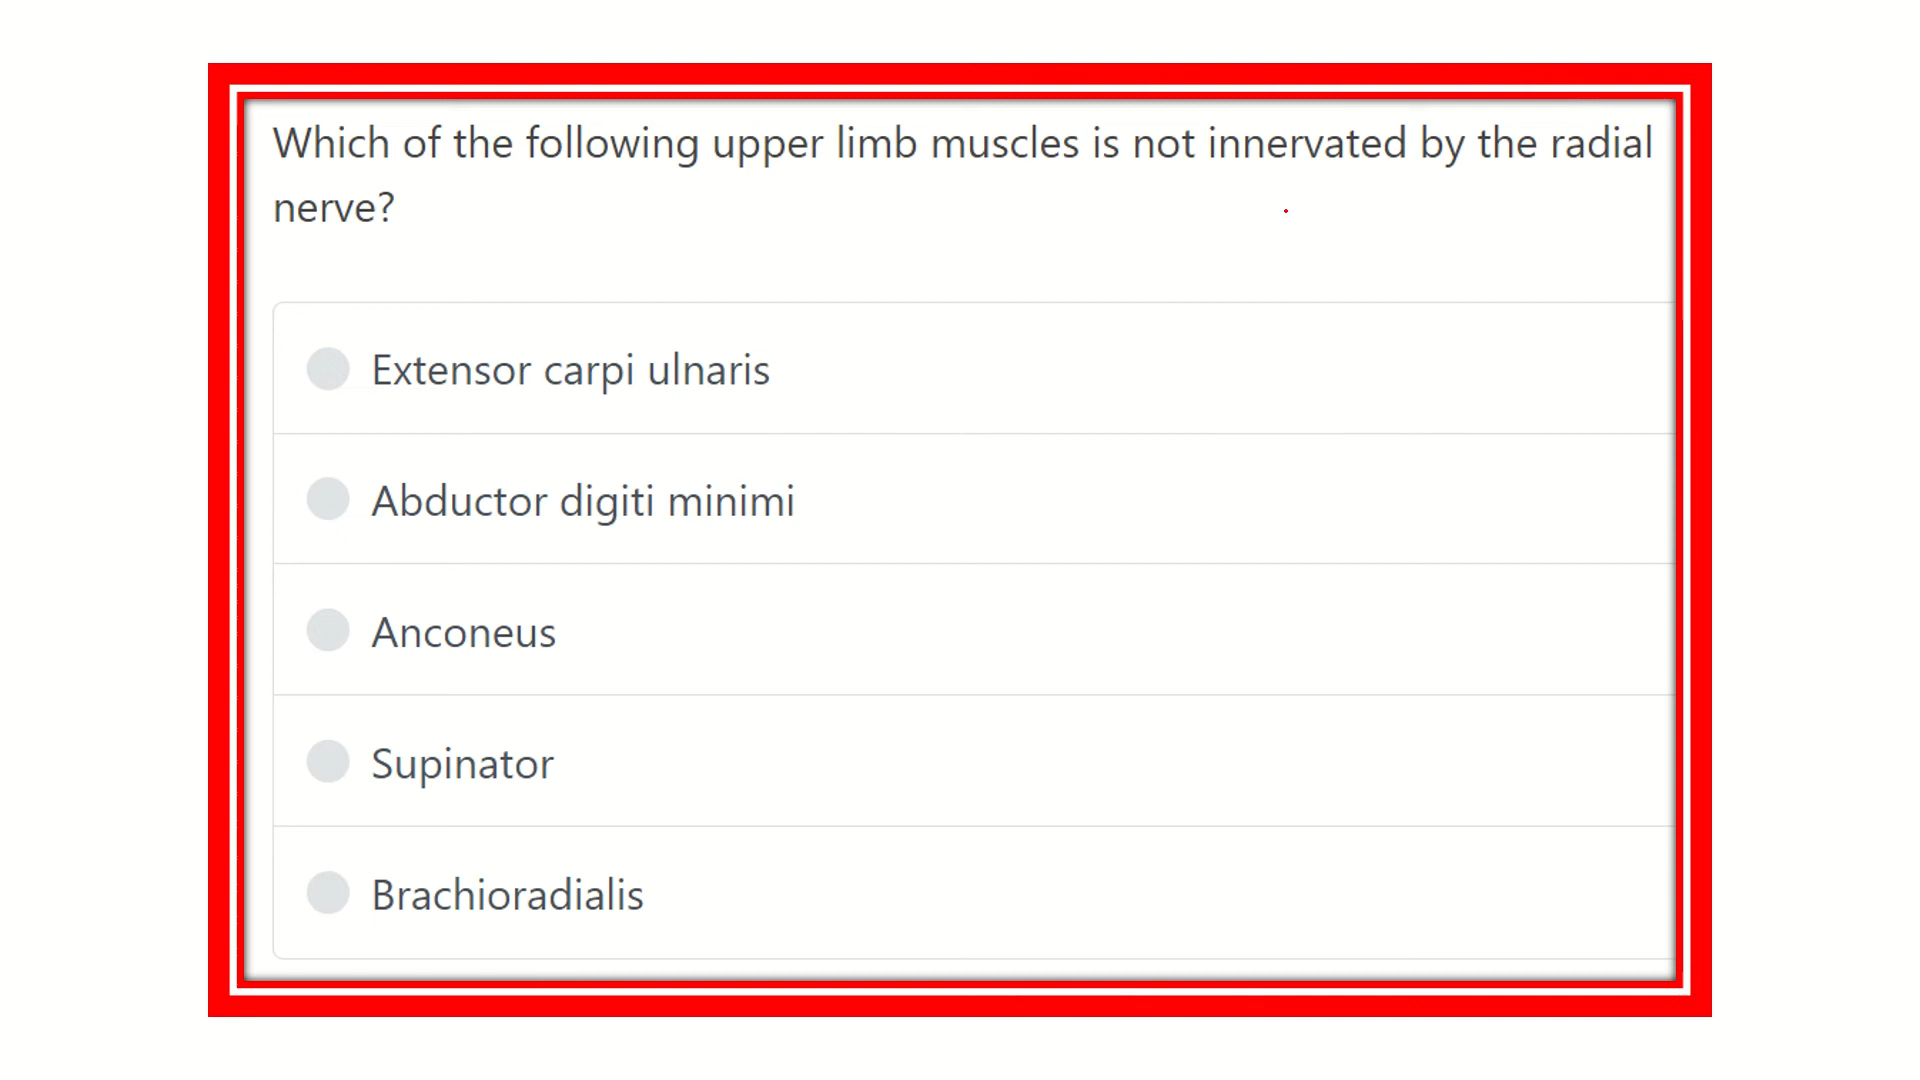 Which of the following upper limb muscles is not innervated by the radial
nerve?
Extensor carpi ulnaris
Abductor digiti minimi
Anconeus
Supinator
Brachioradialis